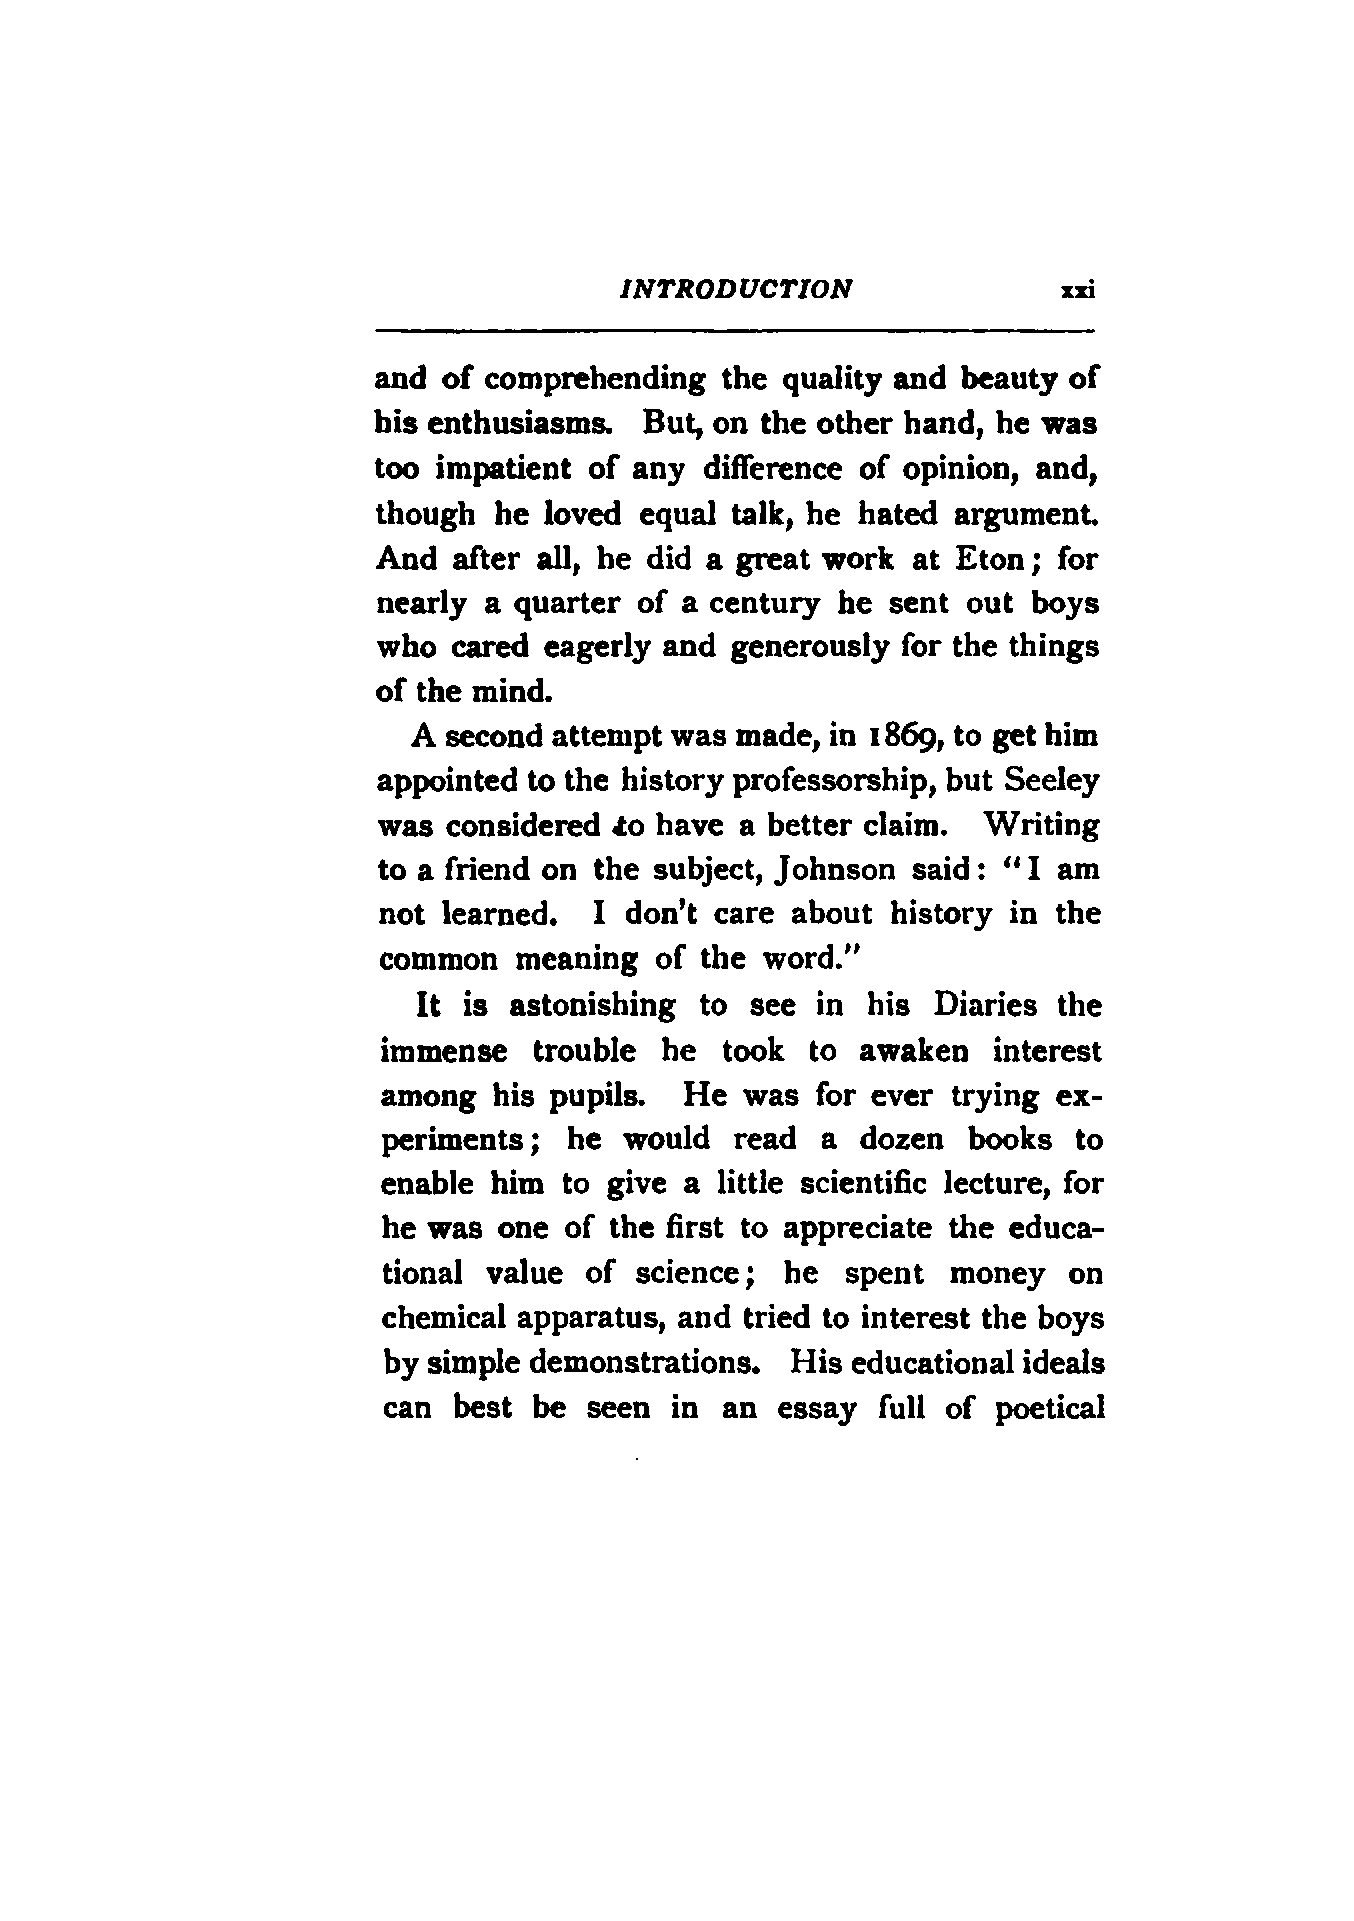 INTRODUCTION xxi
and of comprehending the quality and beauty of
his enthusiasms. But, on the other hand, he was
too impatient of any difference of opinion, and,
though he loved equal talk, he hated argument.
And after all, he did a great work at Eton; for
nearly a quarter of a century he sent out boys
who cared eagerly and generously for the things
of the mind.
A second attempt was made, in 1869, to get him
appointed to the history professorship, but Seeley
was considered to have a better claim. Writing
to a friend on the subject, Johnson said: "I am
not learned. I don't care about history in the
common meaning of the word."
It is astonishing to see in his Diaries the
immense trouble he took to awaken interest
among his pupils. He was for ever trying ex-
periments; he would read a dozen books to
enable him to give a little scientific lecture, for
he was one of the first to appreciate the educa-
tional value of science; he spent money on
chemical apparatus, and tried to interest the boys
by simple demonstrations. His educational ideals
can best be seen in an essay full of poetical